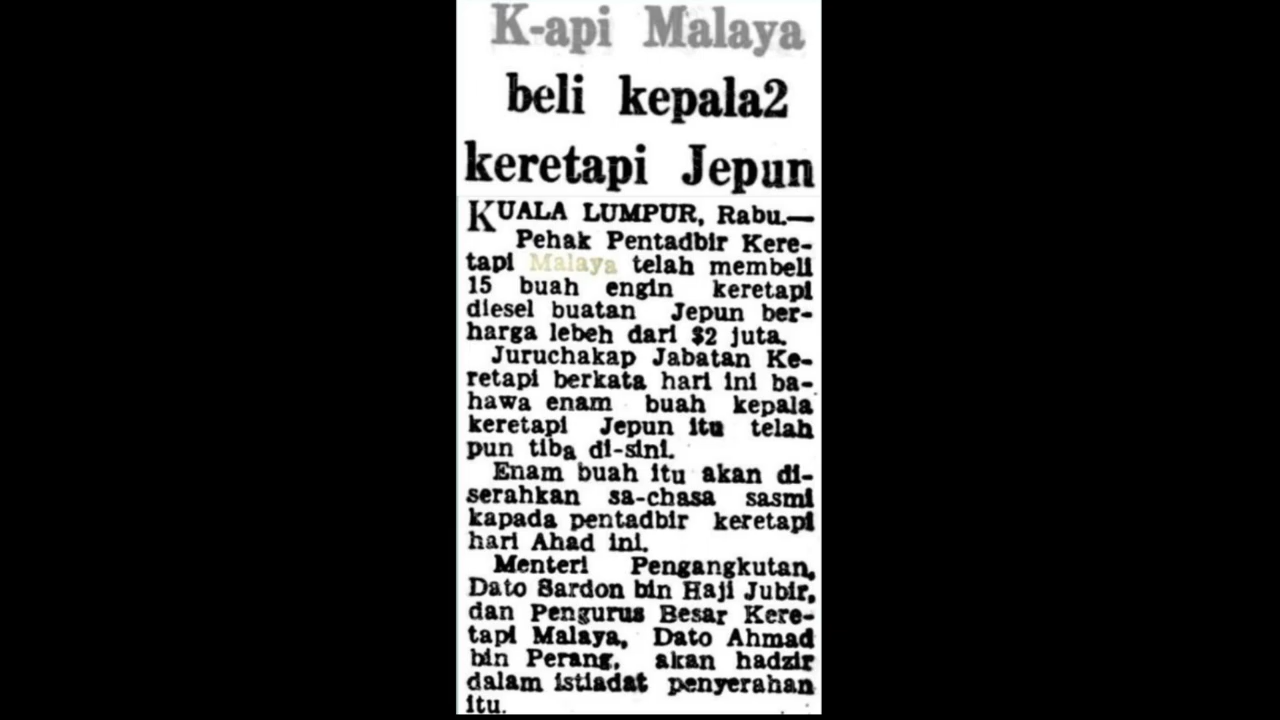 K-api Malaya
beli kepala2
keretapi Jepun
KUALA LUMPUR, Rabu.—
Pehak Pentadbir Kere-
tapi Malaya telah membeli
15 buah engin keretapi
diesel buatan Jepun ber-
harga lebeh dari $2 juta.
Juruchakap Jabatan Ke-
retapi berkata hari ini ba-
hawa enam buah kepala
keretapi Jepun itu telah
pun tiba di-sini.
Enam buah itu akan di-
serahkan sa-chasa sasmi
kapada pentadbir keretapi
hari Ahad ini.
Menteri Pengangkutan,
Dato Sardon bin Haji Jubir,
dan Pengurus Besar Kere-
tapi Malaya, Dato Ahmad
bin Perang, akan hadzir
dalam istiadat penyerahan
itu.